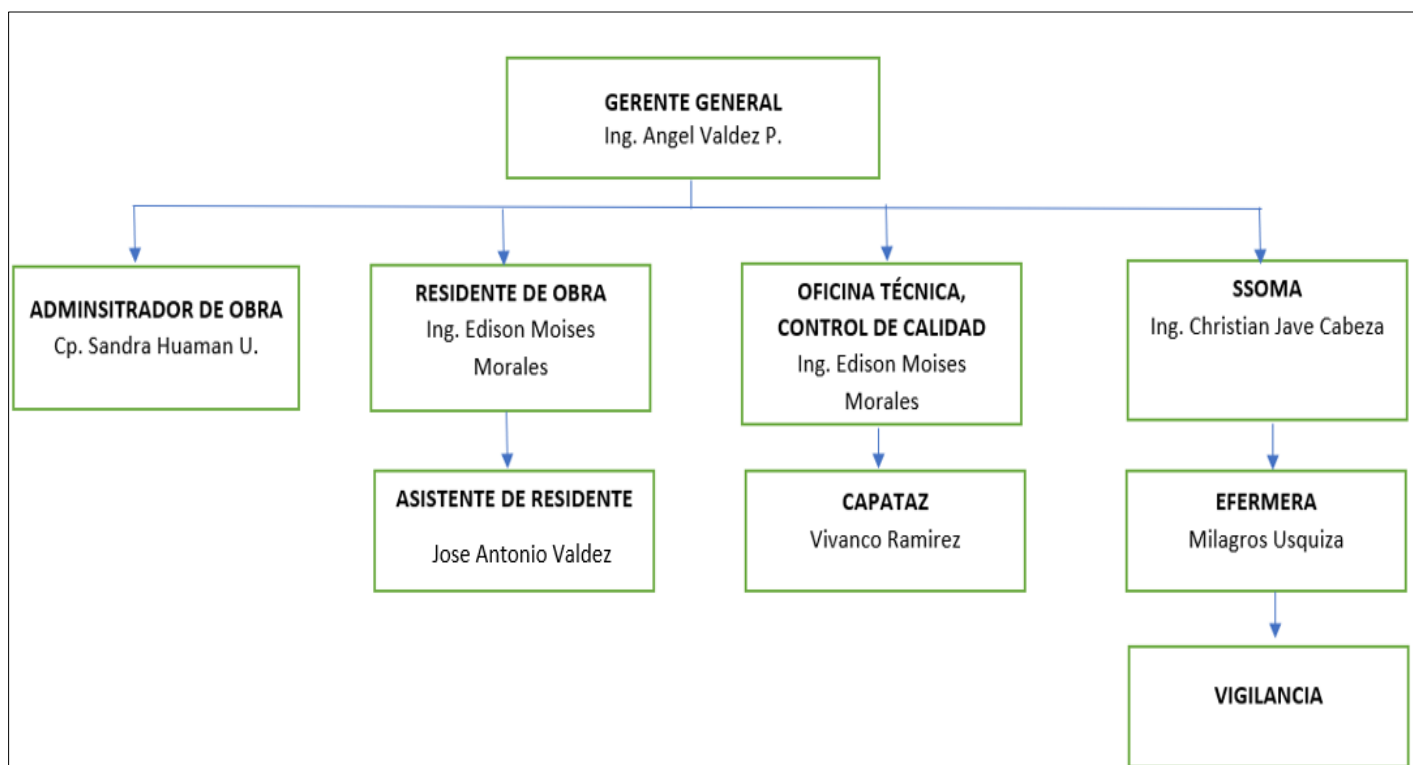 GERENTE GENERAL
Ing. Angel Valdez P.
ADMINSITRADOR DE OBRA
Cp. Sandra Huaman U.
RESIDENTE DE OBRA
Ing. Edison Moises
Morales
OFICINA TÉCNICA,
CONTROL DE CALIDAD
Ing. Edison Moises
Morales
SSOMA
Ing. Christian Jave Cabeza
ASISTENTE DE RESIDENTE
Jose Antonio Valdez
CAPATAZ
Vivanco Ramirez
EFERMERA
Milagros Usquiza
VIGILANCIA